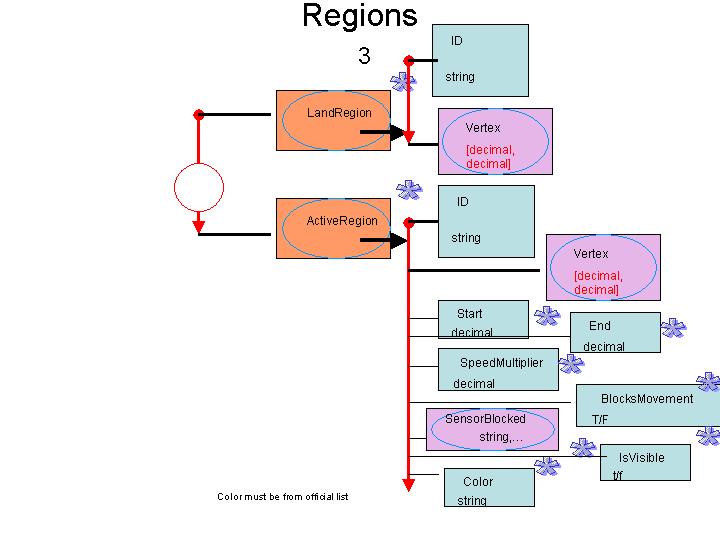 Regions
3
ID
string
LandRegion
Vertex
[decimal,
decimal]
ActiveRegion
ID
string
Vertex
[decimal,
decimal]
Start
decimal
End
decimal
SpeedMultiplier
decimal
BlocksMovement
T/F
SensorBlocked
string,...
IsVisible
t/f
Color
string
Color must be from official list